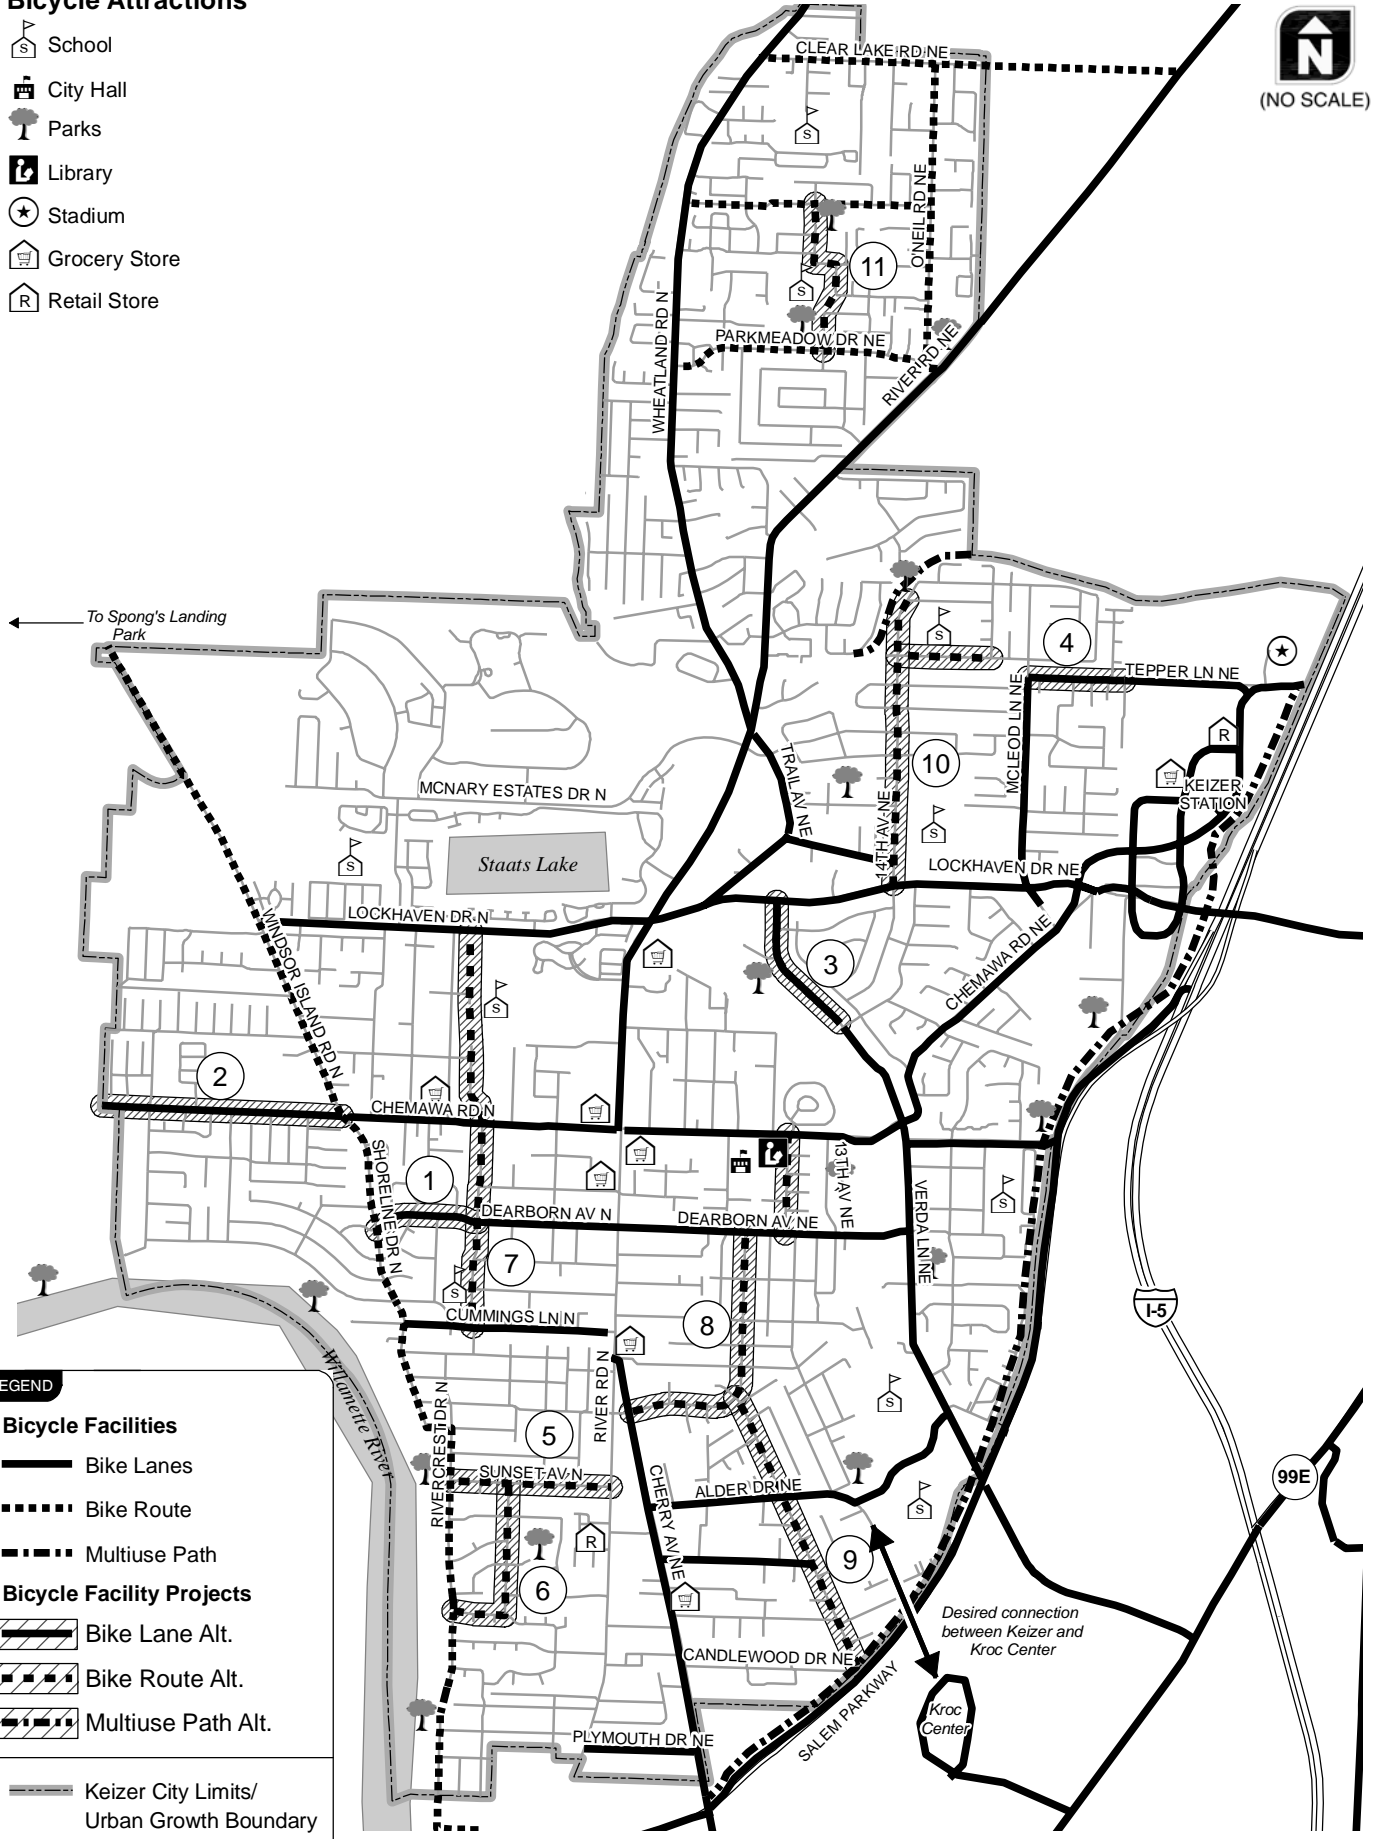 Bicycle Attractions
S School
City Hall
Parks
Library
Stadium
Grocery Store
R Retail Store
N
(NO SCALE)
CLEAR LAKE RD NE
S
O'NEIL RD NE
11
S
WHEATLAND RD N
PARKMEADOW DR NE
RIVER RD NE
To Spong's Landing
Park
S
4
TEPPER LN NE
MCLEOD LN NE
R
10
TRAIL AV NE
MCNARY ESTATES DR N
KEIZER
STATION
14TH AV NE
S
S
Staats Lake
LOCKHAVEN DR NE
LOCKHAVEN DR N
WINDSOR ISLAND RD N
CHEMAWA RD NE
3
S
2
CHEMAWA RD N
SHORELINE DR N
13TH AV NE
1
S
VERDA LN NE
DEARBORN AV N
DEARBORN AV NE
7
S
I-5
CUMMINGS LN N
8
Willamette River
RIVER RD N
RIVERCREST DR N
S
5
SUNSET AV N
CHERRY AV NE
ALDER DR NE
99E
S
R
9
6
Desired connection
between Keizer and
Kroc Center
CANDLEWOOD DR NE
SALEM PARKWAY
Kroc
Center
PLYMOUTH DR NE
EGEND
Bicycle Facilities
Bike Lanes
Bike Route
Multiuse Path
Bicycle Facility Projects
Bike Lane Alt.
Bike Route Alt.
Multiuse Path Alt.
Keizer City Limits/
Urban Growth Boundary